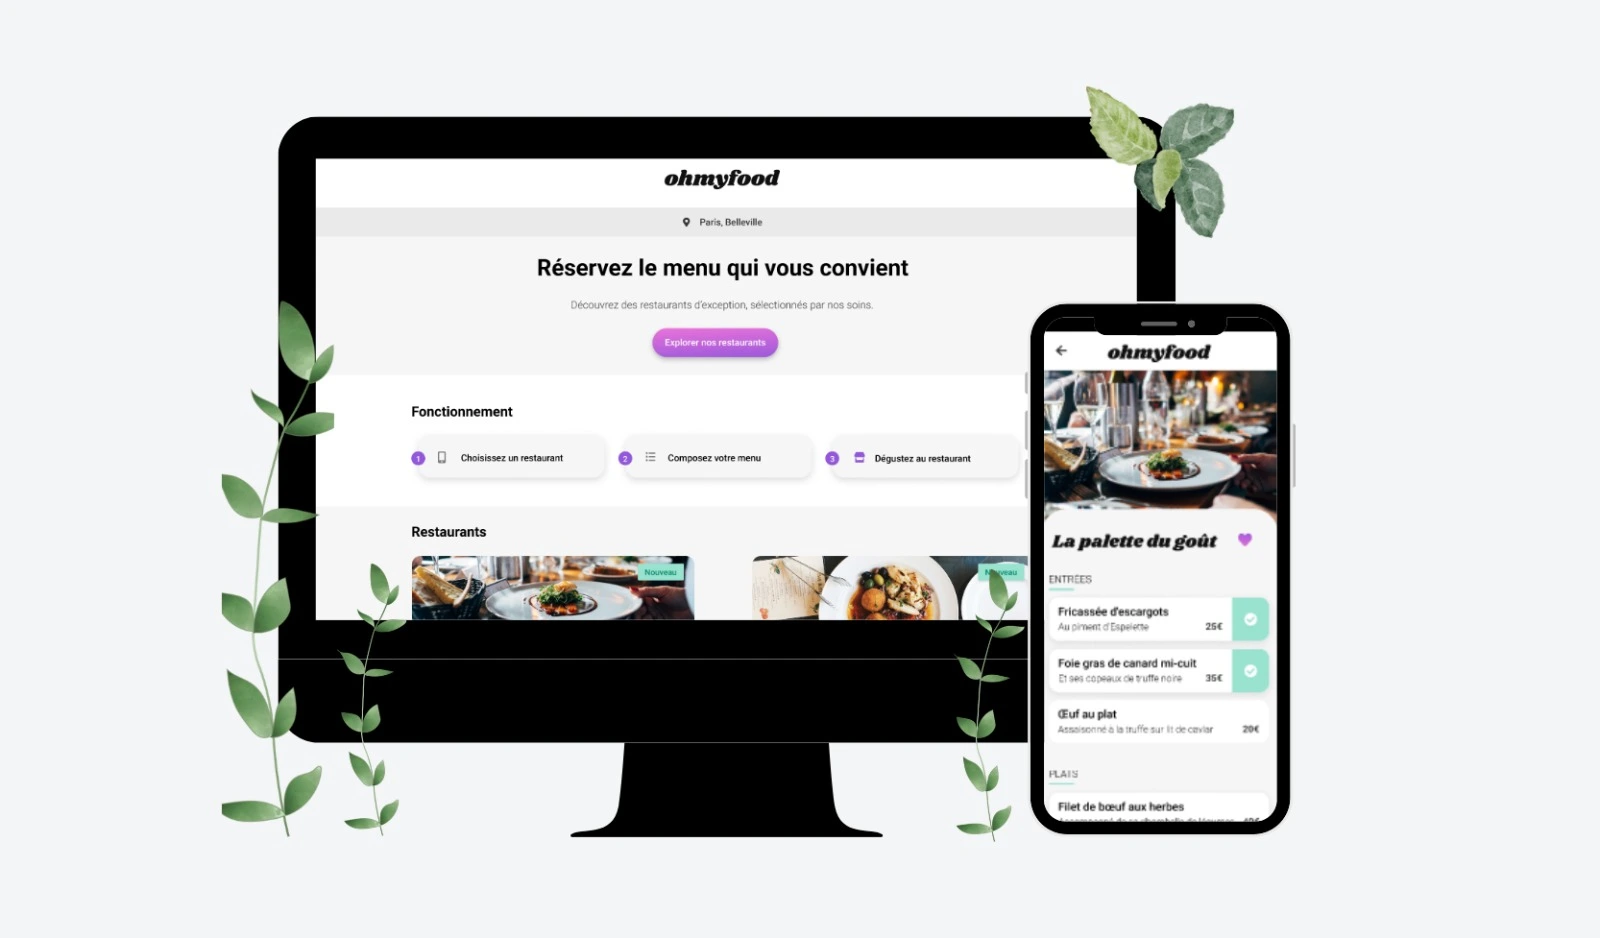 ohmyfood
Paris, Belleville
Réservez le menu qui vous convient
Découvrez des restaurants d'exception, sélectionnés par nos soins.
Explorer nos restaurants
Fonctionnement
1 Choisissez un restaurant
2 Composez votre menu
3 Dégustez au restaurant
Restaurants
Nouveau
ohmyfood
La palette du goût
ENTRÉES
Fricassée d'escargots
Au piment d'Espelette 25€
Foie gras de canard mi-cuit
Et ses copeaux de truffe noire 35€
Œuf au plat
Assaisonné à la truffe sur lit de caviar 20€
PLATS
Filet de bœuf aux herbes